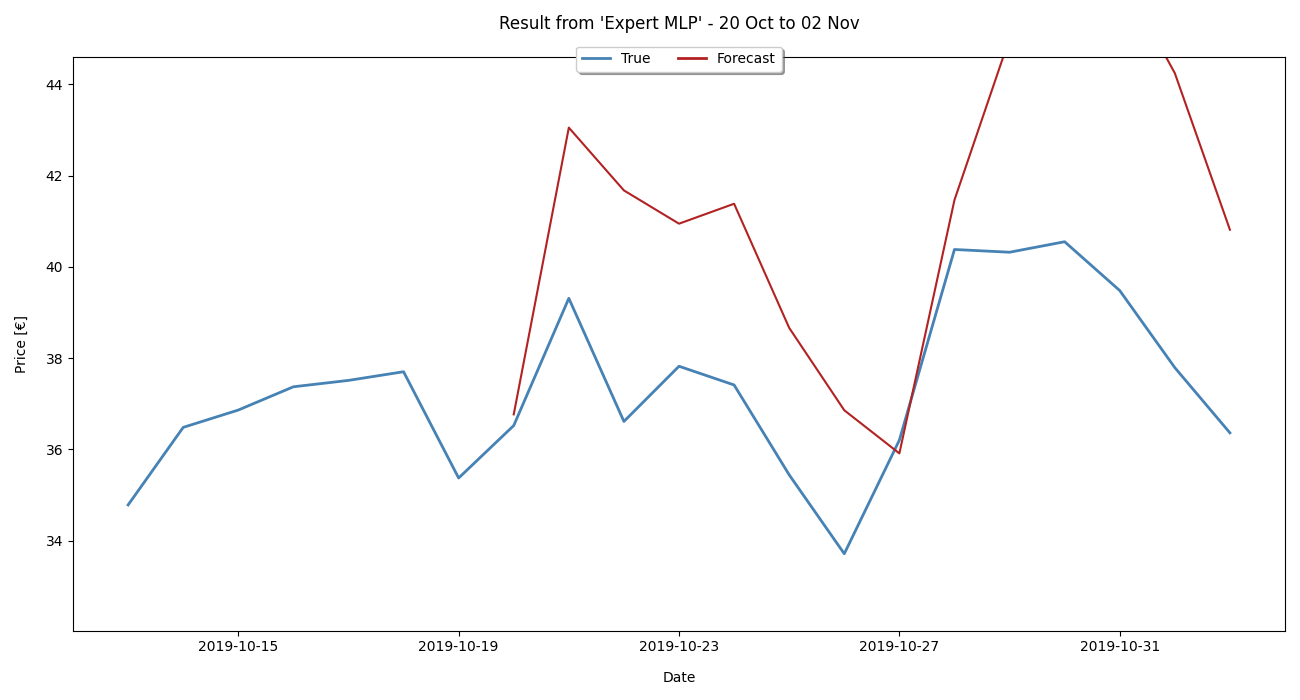 Result from 'Expert MLP' - 20 Oct to 02 Nov
True Forecast
44
42
40
38
36
34
Price [€]
2019-10-15 2019-10-19 2019-10-23 2019-10-27 2019-10-31
Date